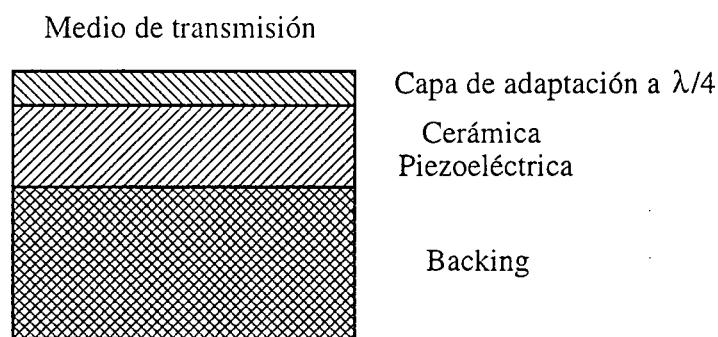 Medio de transmisión
Capa de adaptación a λ/4
Cerámica
Piezoeléctrica
Backing